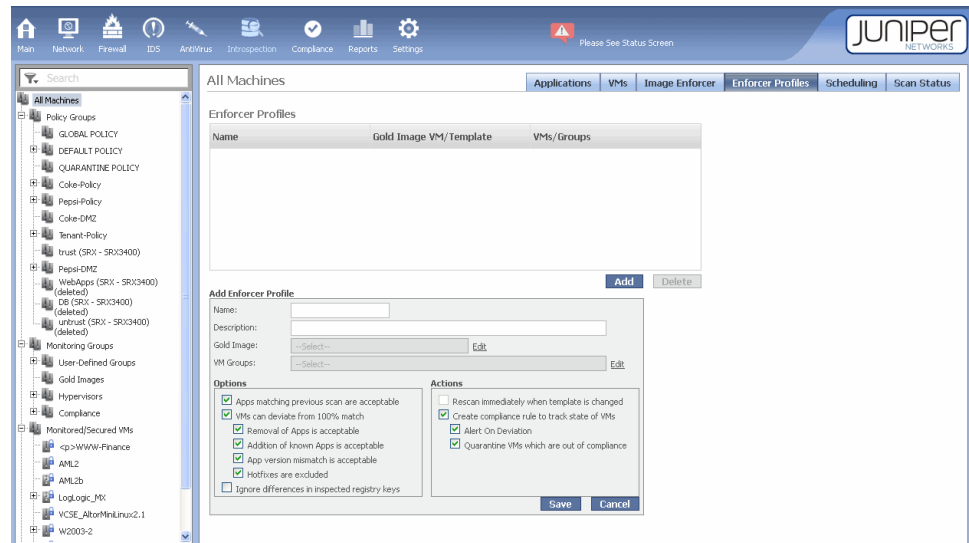 Main Network Firewall IDS AntiVirus Introspection Compliance Reports Settings
Please See Status Screen
JUNIPER
NETWORKS
Search
All Machines
Policy Groups
GLOBAL POLICY
DEFAULT POLICY
QUARANTINE POLICY
Coke-Policy
Pepsi-Policy
Coke-DMZ
Tenant-Policy
trust (SRX - SRX3400)
Pepsi-DMZ
WebApps (SRX - SRX3400)
(deleted)
DB (SRX - SRX3400)
(deleted)
untrust (SRX - SRX3400)
(deleted)
Monitoring Groups
User-Defined Groups
Gold Images
Hypervisors
Compliance
Monitored/Secured VMs
<p>WWW-Finance
AML2
AML2b
LogLogic_MX
VCSE_AltorMiniLinux2.1
W2003-2
All Machines
Applications VMs Image Enforcer Enforcer Profiles Scheduling Scan Status
Enforcer Profiles
Name Gold Image VM/Template VMs/Groups
Add Delete
Add Enforcer Profile
Name:
Description:
Gold Image: --Select-- Edit
VM Groups: --Select-- Edit
Options
Apps matching previous scan are acceptable
VMs can deviate from 100% match
Removal of Apps is acceptable
Addition of known Apps is acceptable
App version mismatch is acceptable
Hotfixes are excluded
Ignore differences in inspected registry keys
Actions
Rescan immediately when template is changed
Create compliance rule to track state of VMs
Alert On Deviation
Quarantine VMs which are out of compliance
Save Cancel